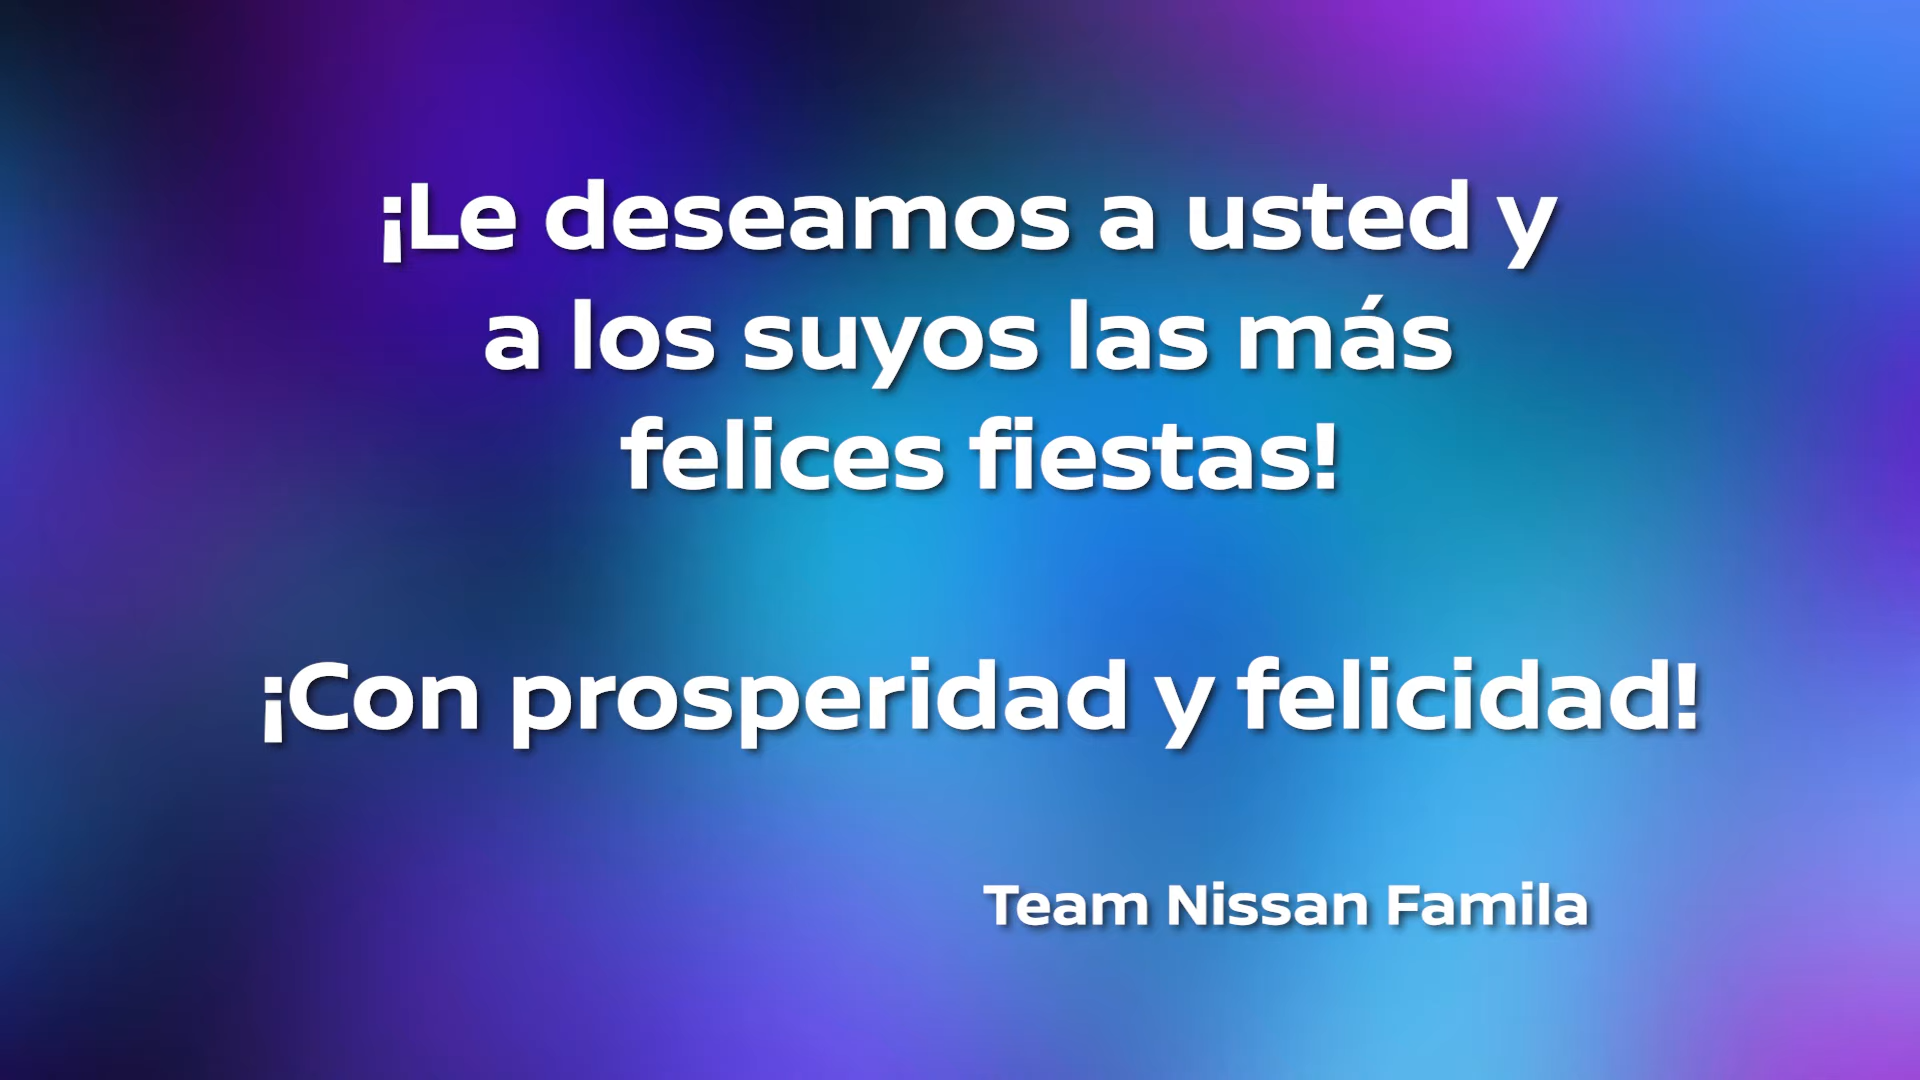 ¡Le deseamos a usted y
a los suyos las más
felices fiestas!
¡Con prosperidad y felicidad!
Team Nissan Famila